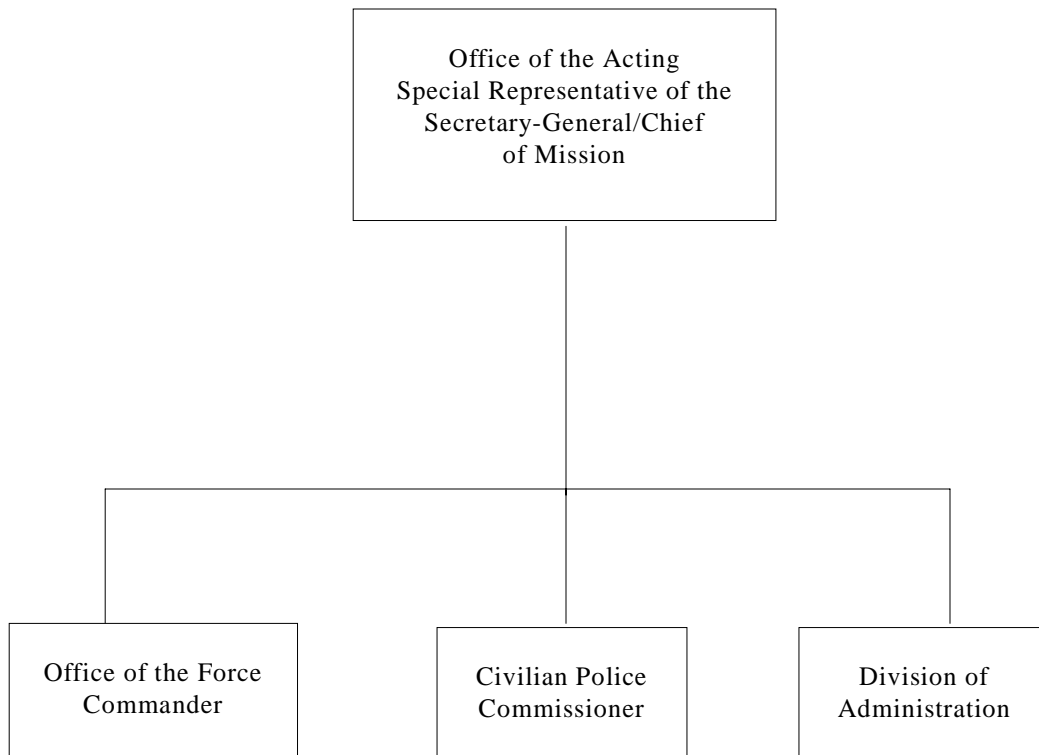 Office of the Acting
Special Representative of the
Secretary-General/Chief
of Mission
Office of the Force
Commander
Civilian Police
Commissioner
Division of
Administration